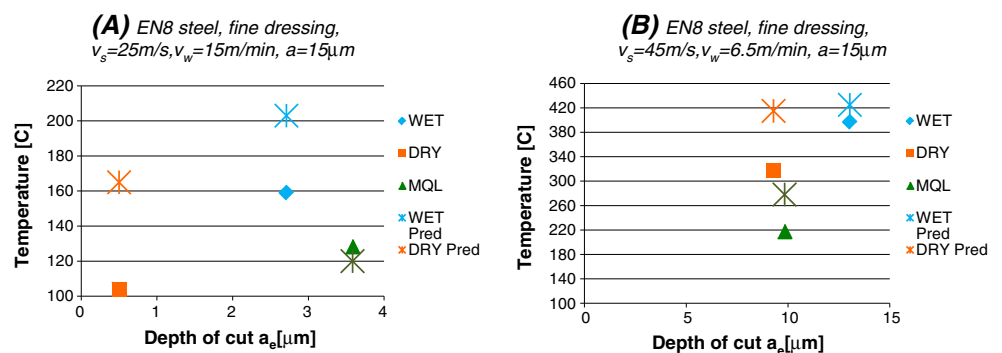 (A) EN8 steel, fine dressing,
vs=25m/s,vw=15m/min, a=15μm
220
200
180
160
140
120
100
0
1
2
3
4
Temperature [C]
Depth of cut ae[μm]
WET
DRY
MQL
WET
Pred
DRY Pred
(B) EN8 steel, fine dressing,
vs=45m/s,vw=6.5m/min, a=15μm
460
420
380
340
300
260
220
180
140
100
0
5
10
15
Temperature [C]
Depth of cut ae[μm]
WET
DRY
MQL
WET
Pred
DRY Pred